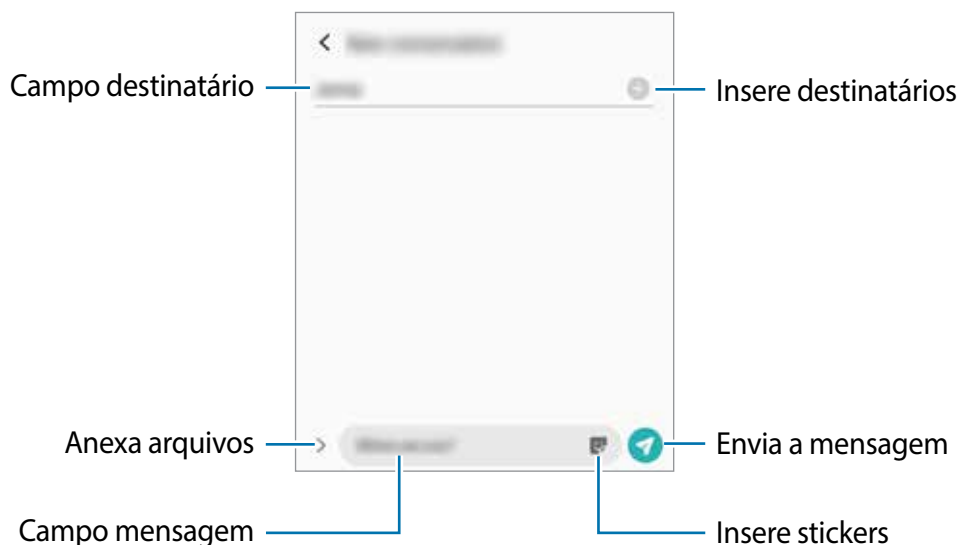 Campo destinatário
Insere destinatários
Anexa arquivos
Envia a mensagem
Campo mensagem
Insere stickers